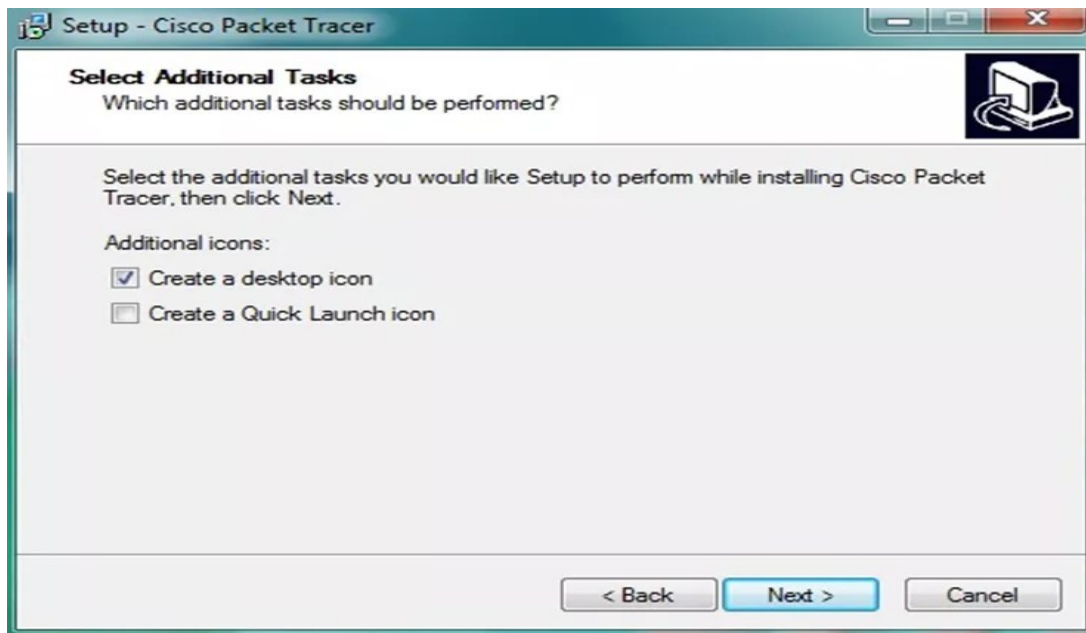 Setup - Cisco Packet Tracer
Select Additional Tasks
Which additional tasks should be performed?
Select the additional tasks you would like Setup to perform while installing Cisco Packet
Tracer, then click Next.
Additional icons:
Create a desktop icon
Create a Quick Launch icon
< Back
Next >
Cancel